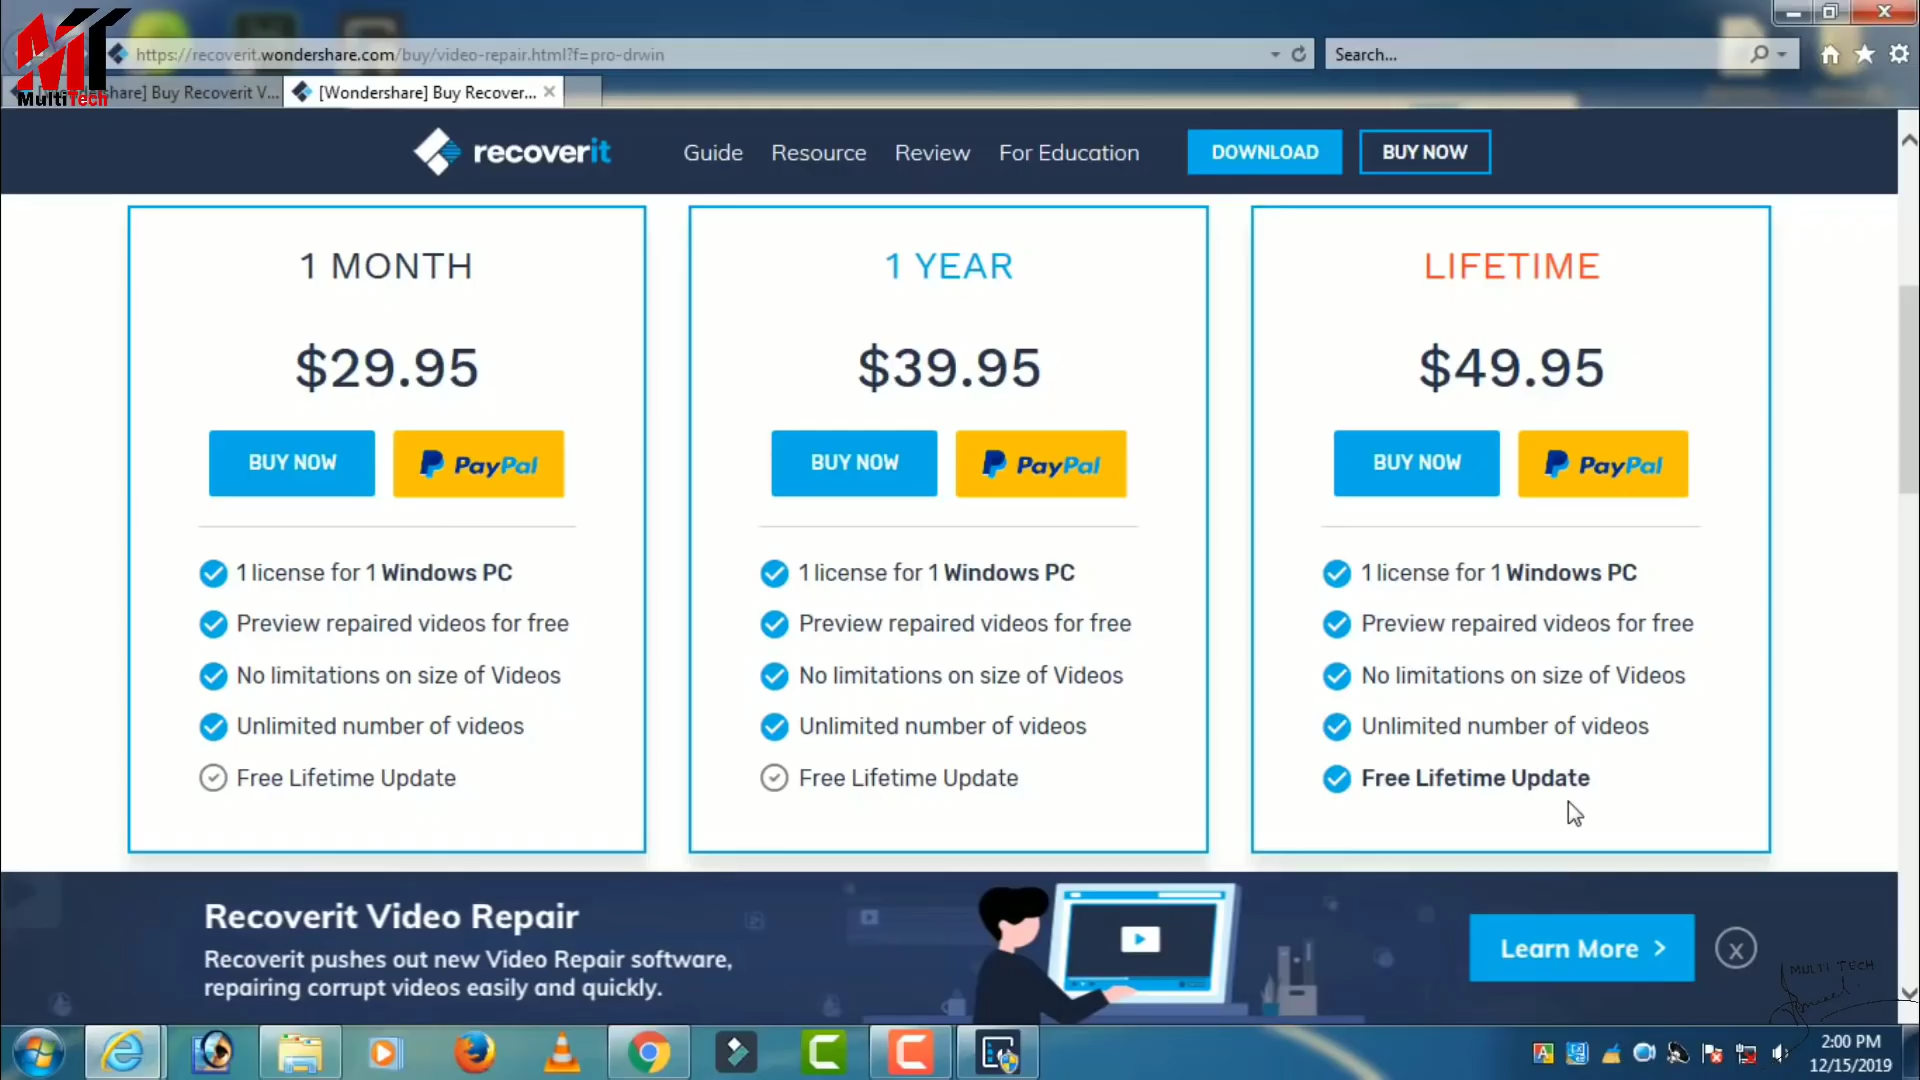 MT
MultiTech
https://recoverit.wondershare.com/buy/video-repair.html?f=pro-drwin
Search...
hare] Buy Recoverit V...
[Wondershare] Buy Recover...
recoverit
Guide
Resource
Review
For Education
DOWNLOAD
BUY NOW
1 MONTH
$29.95
BUY NOW
PayPal
1 license for 1 Windows PC
Preview repaired videos for free
No limitations on size of Videos
Unlimited number of videos
Free Lifetime Update
1 YEAR
$39.95
BUY NOW
PayPal
1 license for 1 Windows PC
Preview repaired videos for free
No limitations on size of Videos
Unlimited number of videos
Free Lifetime Update
LIFETIME
$49.95
BUY NOW
PayPal
1 license for 1 Windows PC
Preview repaired videos for free
No limitations on size of Videos
Unlimited number of videos
Free Lifetime Update
Recoverit Video Repair
Recoverit pushes out new Video Repair software,
repairing corrupt videos easily and quickly.
Learn More >
x
MULTI TECH
2:00 PM
12/15/2019